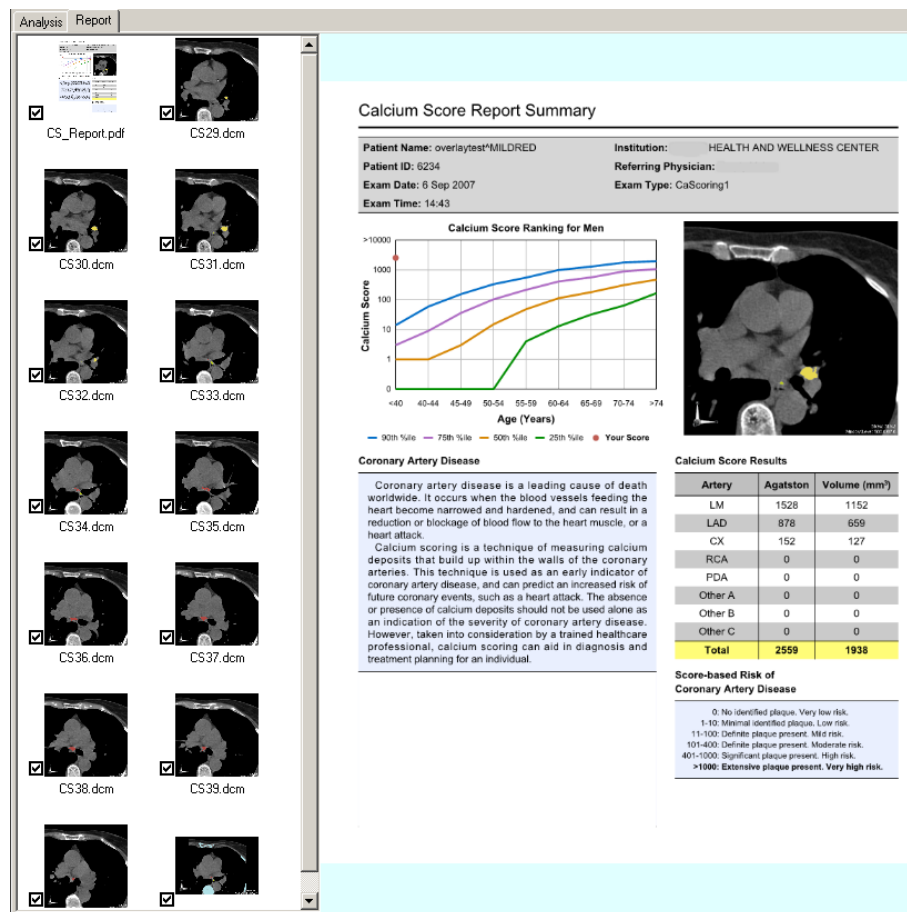 Analysis Report
CS_Report.pdf CS29.dcm
CS30.dcm CS31.dcm
CS32.dcm CS33.dcm
CS34.dcm CS35.dcm
CS36.dcm CS37.dcm
CS38.dcm CS39.dcm
Calcium Score Report Summary
Patient Name: overlaytest^MILDRED
Institution: HEALTH AND WELLNESS CENTER
Patient ID: 6234
Referring Physician:
Exam Date: 6 Sep 2007
Exam Type: CaScoring1
Exam Time: 14:43
Calcium Score Ranking for Men
Calcium Score
>10000
1000
100
10
1
0
<40 40-44 45-49 50-54 55-59 60-64 65-69 70-74 >74
Age (Years)
90th %ile 75th %ile 50th %ile 25th %ile Your Score
Coronary Artery Disease
Coronary artery disease is a leading cause of death
worldwide. It occurs when the blood vessels feeding the
heart become narrowed and hardened, and can result in a
reduction or blockage of blood flow to the heart muscle, or a
heart attack.
Calcium scoring is a technique of measuring calcium
deposits that build up within the walls of the coronary
arteries. This technique is used as an early indicator of
coronary artery disease, and can predict an increased risk of
future coronary events, such as a heart attack. The absence
or presence of calcium deposits should not be used alone as
an indication of the severity of coronary artery disease.
However, taken into consideration by a trained healthcare
professional, calcium scoring can aid in diagnosis and
treatment planning for an individual.
Calcium Score Results
Artery Agatston Volume (mm³)
LM 1528 1152
LAD 878 659
CX 152 127
RCA 0 0
PDA 0 0
Other A 0 0
Other B 0 0
Other C 0 0
Total 2559 1938
Score-based Risk of
Coronary Artery Disease
0: No identified plaque. Very low risk.
1-10: Minimal identified plaque. Low risk.
11-100: Definite plaque present. Mild risk.
101-400: Definite plaque present. Moderate risk.
401-1000: Significant plaque present. High risk.
>1000: Extensive plaque present. Very high risk.